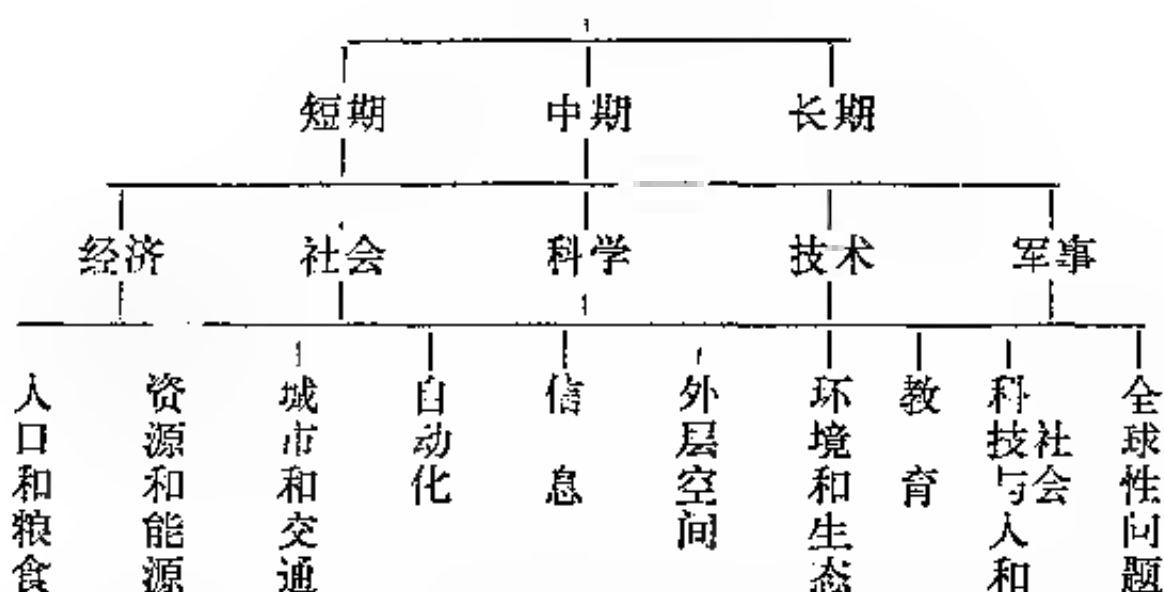 短期
中期
长期
经济
社会
科学
技术
军事
人口和粮食
资源和能源
城市和交通
自动化
信息
外层空间
环境和生态
教育
科技与人和
社会
全球性问题